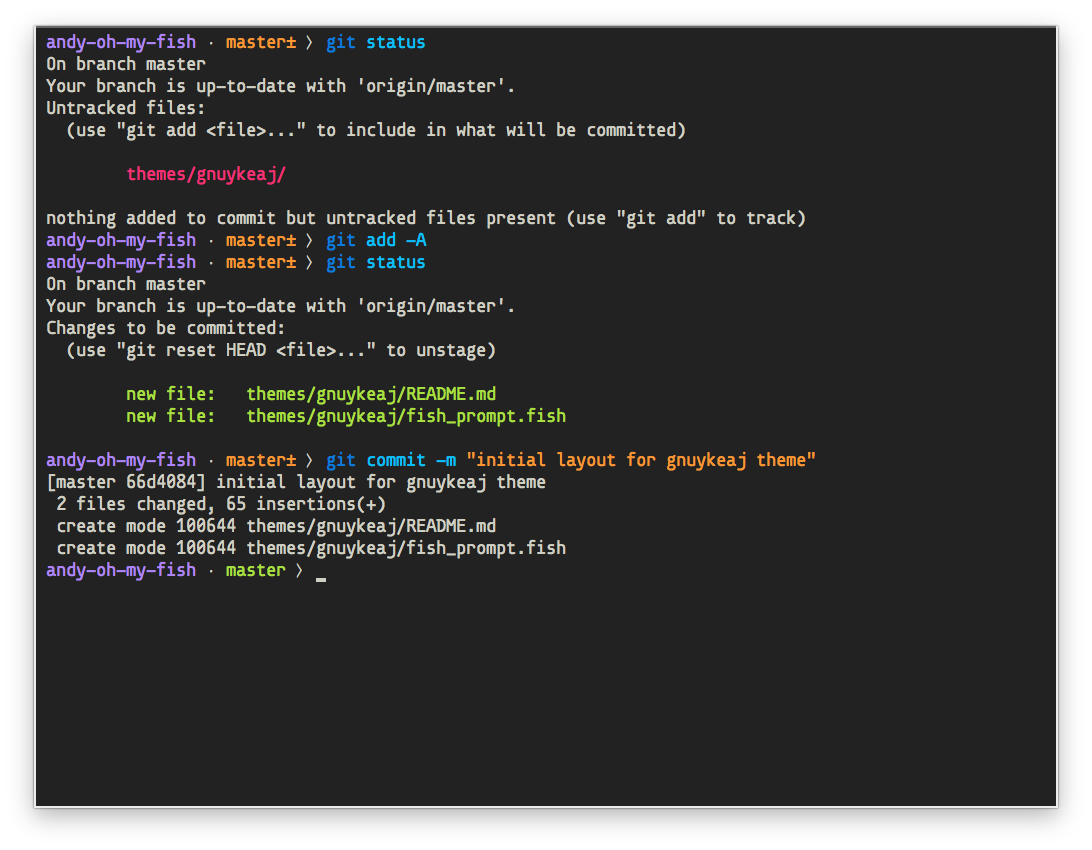 andy-oh-my-fish · master± ❯ git status
On branch master
Your branch is up-to-date with 'origin/master'.
Untracked files:
  (use "git add <file>..." to include in what will be committed)

        themes/gnuykeaj/

nothing added to commit but untracked files present (use "git add" to track)
andy-oh-my-fish · master± ❯ git add -A
andy-oh-my-fish · master± ❯ git status
On branch master
Your branch is up-to-date with 'origin/master'.
Changes to be committed:
  (use "git reset HEAD <file>..." to unstage)

        new file:   themes/gnuykeaj/README.md
        new file:   themes/gnuykeaj/fish_prompt.fish

andy-oh-my-fish · master± ❯ git commit -m "initial layout for gnuykeaj theme"
[master 66d4084] initial layout for gnuykeaj theme
 2 files changed, 65 insertions(+)
 create mode 100644 themes/gnuykeaj/README.md
 create mode 100644 themes/gnuykeaj/fish_prompt.fish
andy-oh-my-fish · master ❯